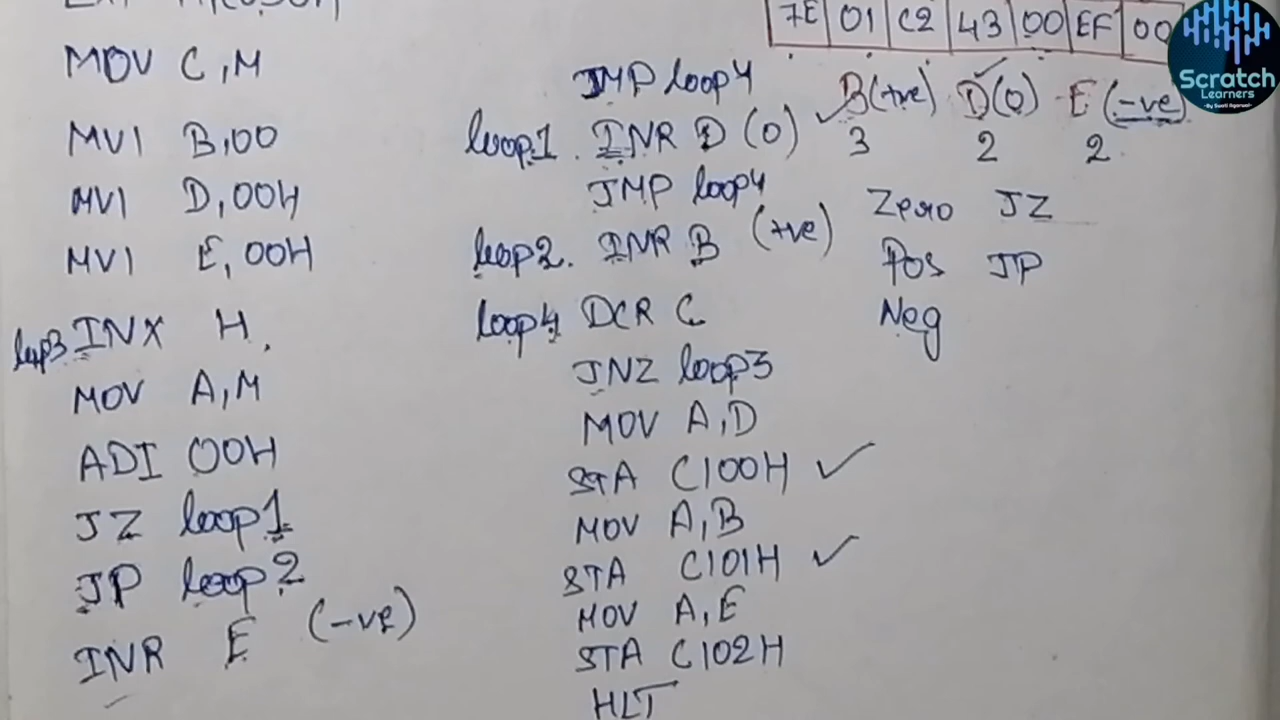 MOV C,M
MVI B,00
MVI D,00H
MVI E,00H
loop3 INX H
MOV A,M
ADI 00H
JZ loop1
JP loop2
INR E (-ve)
JMP loop4
loop1. INR D (0)
JMP loop4
loop2. INR B (+ve)
loop4 DCR C
JNZ loop3
MOV A,D
STA C100H
MOV A,B
STA C101H
MOV A,E
STA C102H
HLT
7E 01 C2 43 00 EF 00
B(+ve) D(0) E(-ve)
3 2 2
Zero JZ
Pos JP
Neg
Scratch
Learners